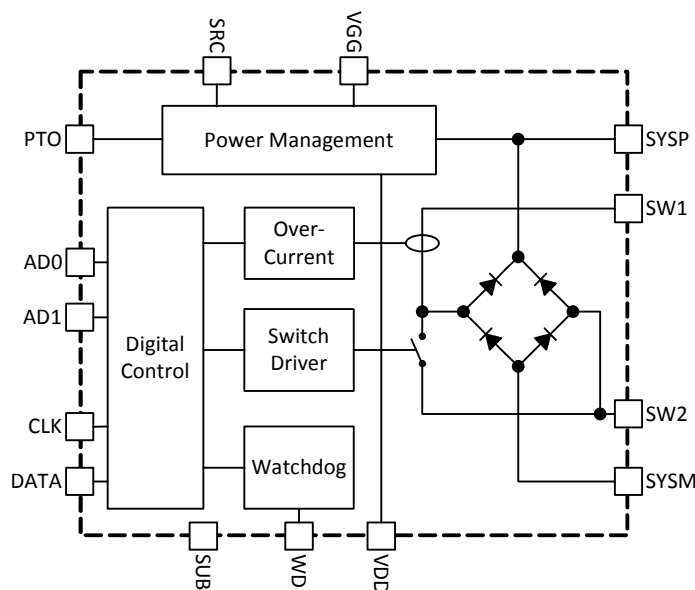 SRC
VGG
PTO
Power Management
SYSP
SW1
Over-
Current
AD0
AD1
Digital
Control
Switch
Driver
CLK
SW2
DATA
Watchdog
SYSM
SUB
WD
VDD